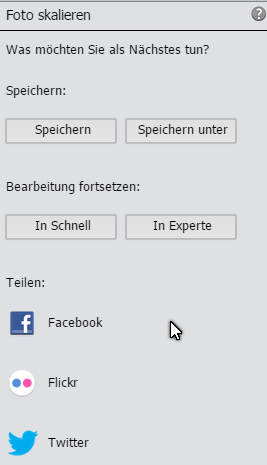 Foto skalieren
Was möchten Sie als Nächstes tun?
Speichern:
Speichern
Speichern unter
Bearbeitung fortsetzen:
In Schnell
In Experte
Teilen:
Facebook
Flickr
Twitter